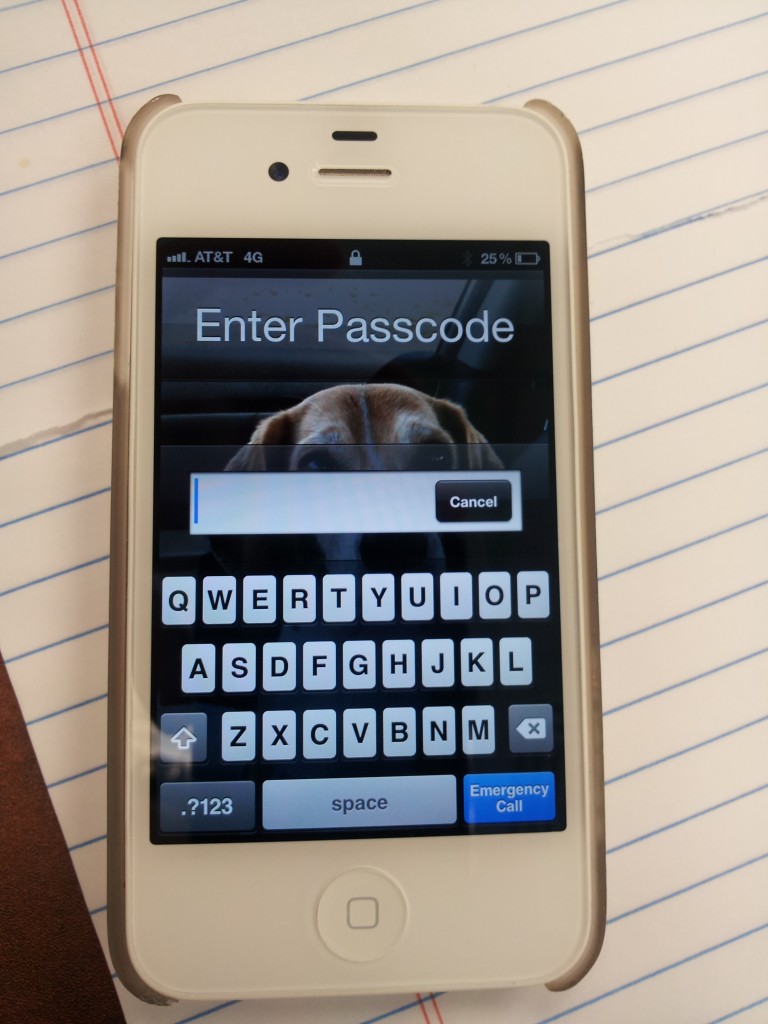 AT&T 4G 25%
Enter Passcode
Cancel
Q W E R T Y U I O P
A S D F G H J K L
Z X C V B N M
.?123 space Emergency
Call